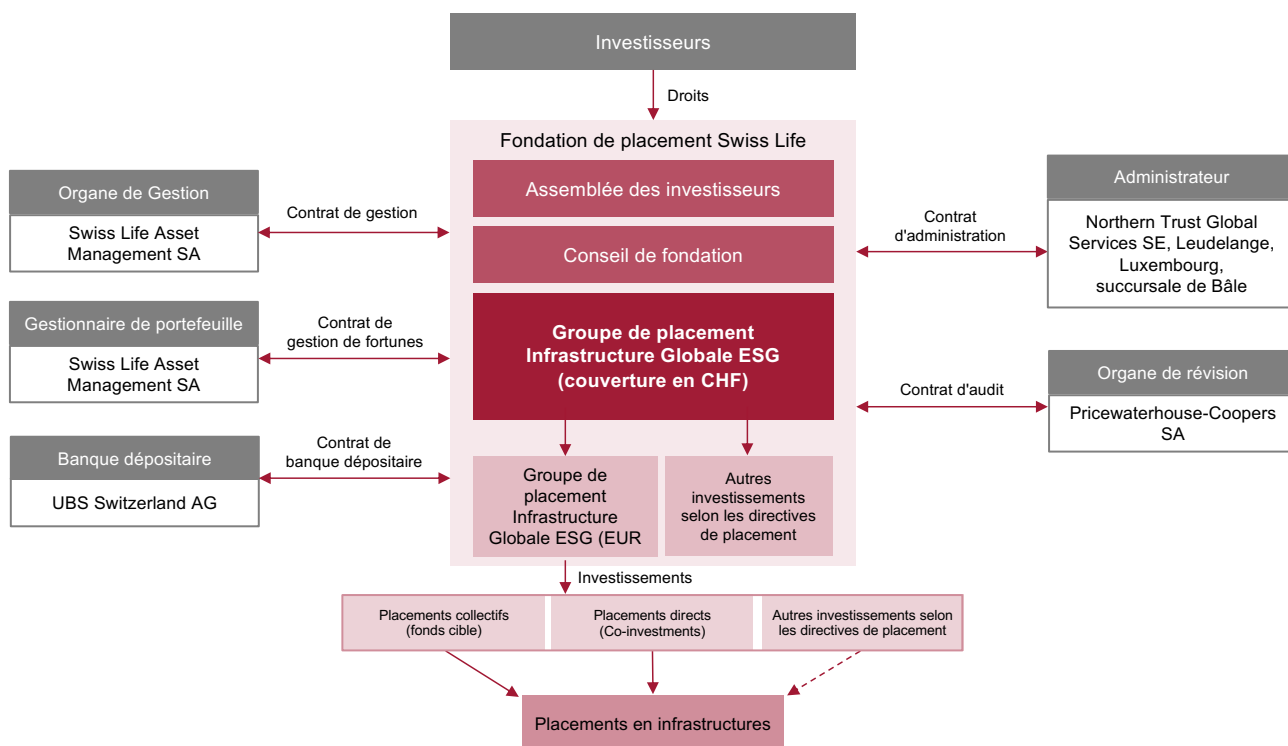 Investisseurs
Droits
Fondation de placement Swiss Life
Assemblée des investisseurs
Conseil de fondation
Groupe de placement
Infrastructure Globale ESG
(couverture en CHF)
Groupe de
placement
Infrastructure
Globale ESG (EUR
Autres
investissements
selon les directives
de placement
Organe de Gestion
Swiss Life Asset
Management SA
Contrat de gestion
Gestionnaire de portefeuille
Swiss Life Asset
Management SA
Contrat de
gestion de fortunes
Banque dépositaire
UBS Switzerland AG
Contrat de
banque dépositaire
Contrat
d'administration
Administrateur
Northern Trust Global
Services SE, Leudelange,
Luxembourg,
succursale de Bâle
Contrat d'audit
Organe de révision
Pricewaterhouse-Coopers
SA
Investissements
Placements collectifs
(fonds cible)
Placements directs
(Co-investments)
Autres investissements selon
les directives de placement
Placements en infrastructures